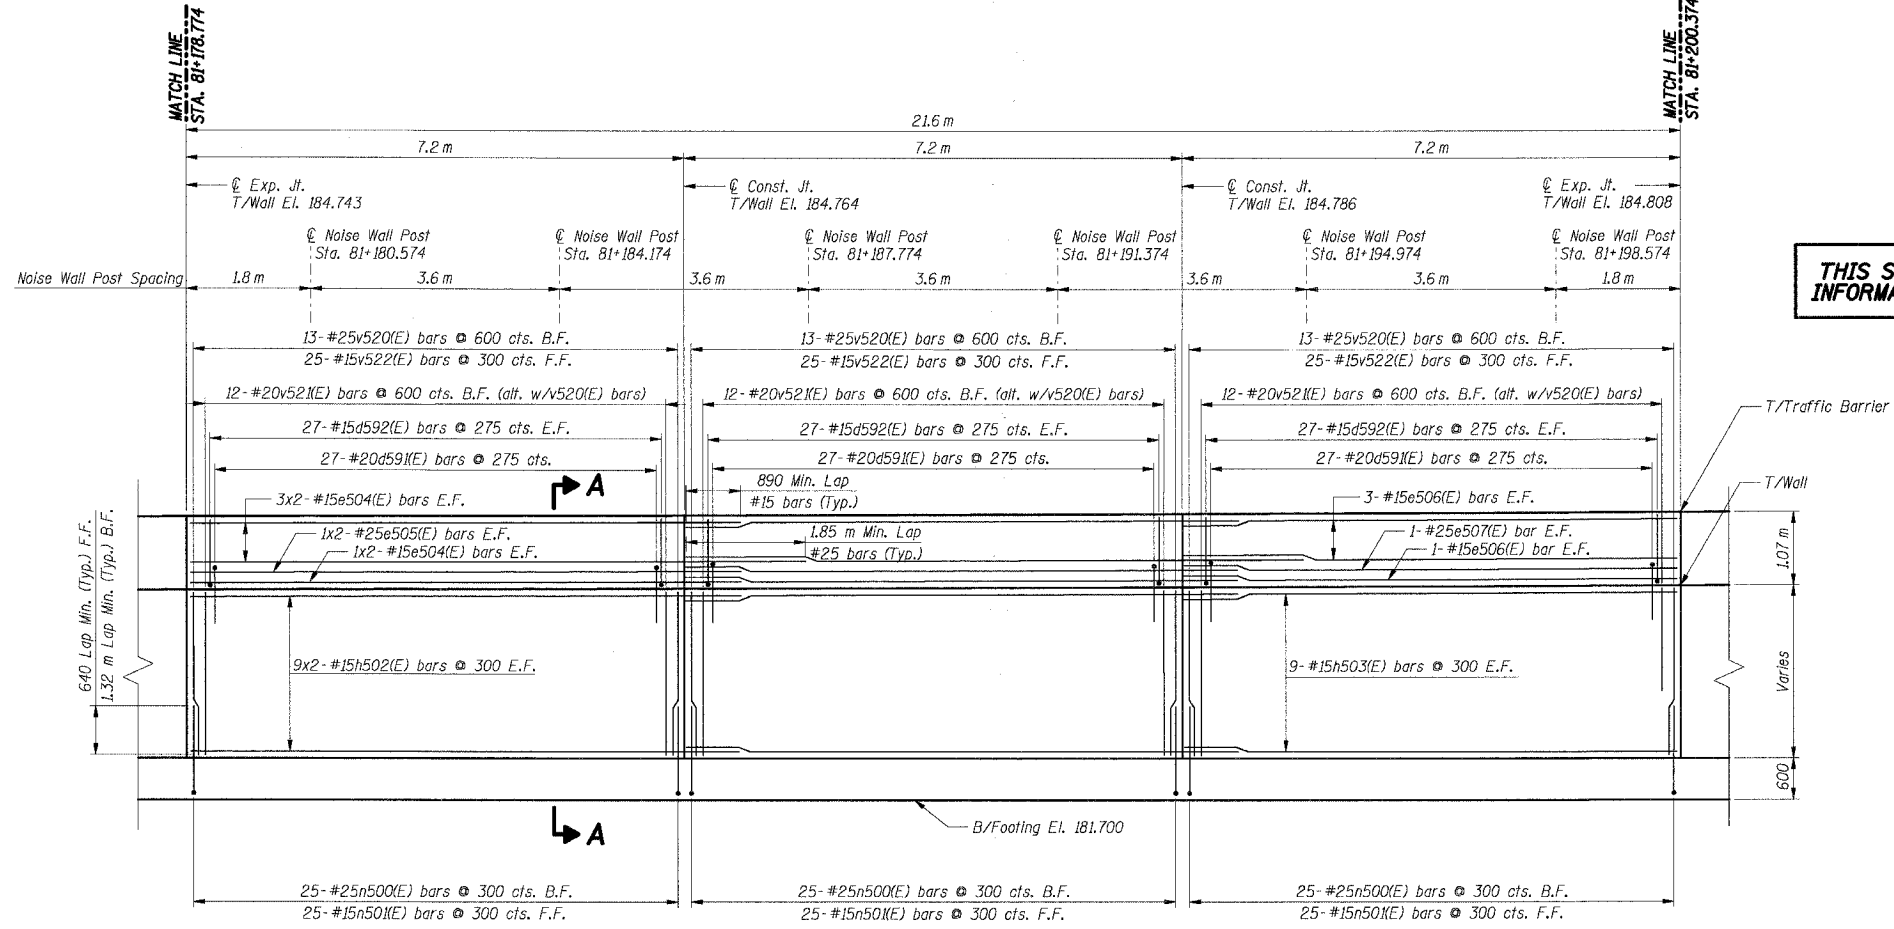 MATCH LINE
STA. 81+178.774
MATCH LINE
STA. 81+200.374
21.6 m
7.2 m
7.2 m
7.2 m
℄ Exp. Jt.
T/Wall El. 184.743
℄ Const. Jt.
T/Wall El. 184.764
℄ Const. Jt.
T/Wall El. 184.786
℄ Exp. Jt.
T/Wall El. 184.808
℄ Noise Wall Post
Sta. 81+180.574
℄ Noise Wall Post
Sta. 81+184.174
℄ Noise Wall Post
Sta. 81+187.774
℄ Noise Wall Post
Sta. 81+191.374
℄ Noise Wall Post
Sta. 81+194.974
℄ Noise Wall Post
Sta. 81+198.574
Noise Wall Post Spacing
1.8 m
3.6 m
3.6 m
3.6 m
3.6 m
3.6 m
1.8 m
THIS S
INFORMA
13-#25v520(E) bars @ 600 cts. B.F.
25-#15v522(E) bars @ 300 cts. F.F.
13-#25v520(E) bars @ 600 cts. B.F.
25-#15v522(E) bars @ 300 cts. F.F.
13-#25v520(E) bars @ 600 cts. B.F.
25-#15v522(E) bars @ 300 cts. F.F.
12-#20v521(E) bars @ 600 cts. B.F. (alt. w/v520(E) bars)
12-#20v521(E) bars @ 600 cts. B.F. (alt. w/v520(E) bars)
12-#20v521(E) bars @ 600 cts. B.F. (alt. w/v520(E) bars)
27-#15d592(E) bars @ 275 cts. E.F.
27-#15d592(E) bars @ 275 cts. E.F.
27-#15d592(E) bars @ 275 cts. E.F.
27-#20d591(E) bars @ 275 cts.
27-#20d591(E) bars @ 275 cts.
27-#20d591(E) bars @ 275 cts.
T/Traffic Barrier
T/Wall
A
890 Min. Lap
#15 bars (Typ.)
3x2-#15e504(E) bars E.F.
1x2-#25e505(E) bars E.F.
1x2-#15e504(E) bars E.F.
1.85 m Min. Lap
#25 bars (Typ.)
3-#15e506(E) bars E.F.
1-#25e507(E) bar E.F.
1-#15e506(E) bar E.F.
1.07 m
640 Lap Min. (Typ.) F.F.
1.32 m Lap Min. (Typ.) B.F.
9x2-#15h502(E) bars @ 300 E.F.
9-#15h503(E) bars @ 300 E.F.
Varies
600
A
B/Footing El. 181.700
25-#25n500(E) bars @ 300 cts. B.F.
25-#15n501(E) bars @ 300 cts. F.F.
25-#25n500(E) bars @ 300 cts. B.F.
25-#15n501(E) bars @ 300 cts. F.F.
25-#25n500(E) bars @ 300 cts. B.F.
25-#15n501(E) bars @ 300 cts. F.F.